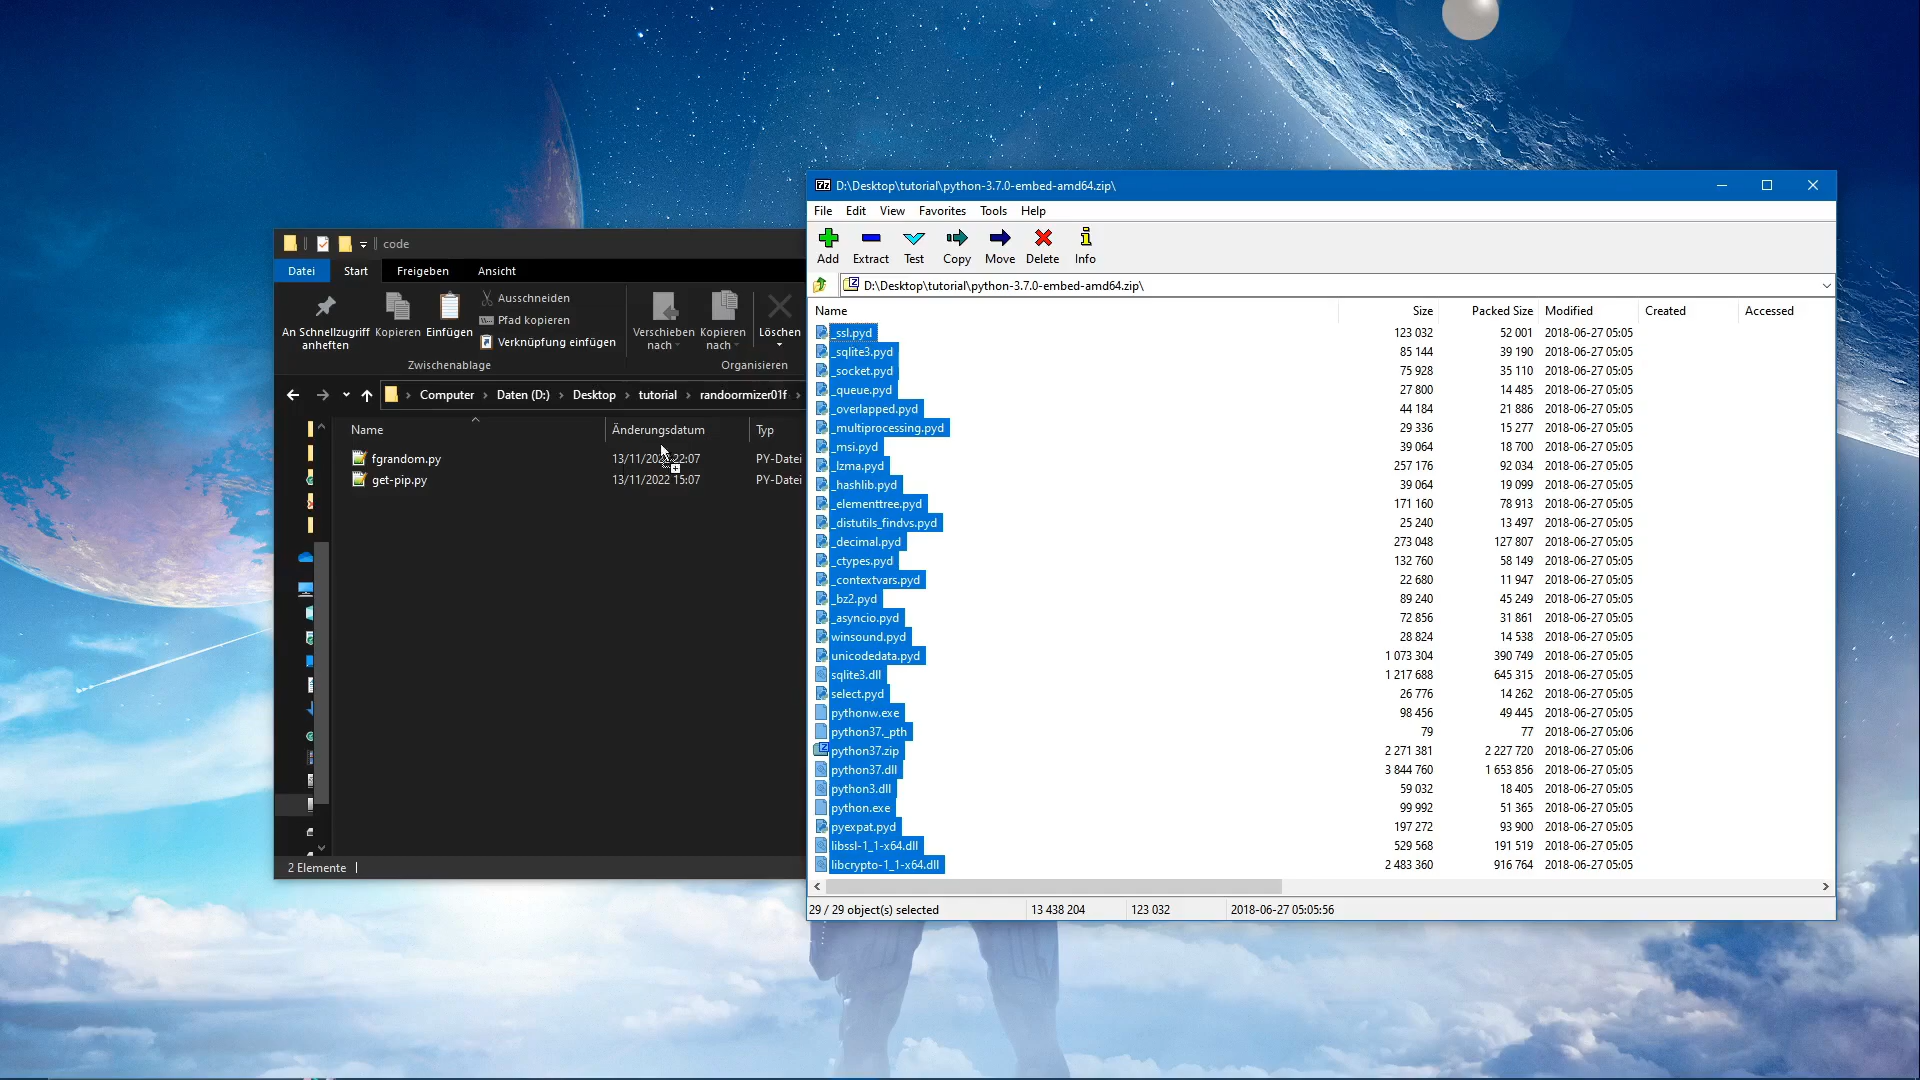 code
Datei Start Freigeben Ansicht
An Schnellzugriff anheften
Kopieren
Einfügen
Ausschneiden
Pfad kopieren
Verknüpfung einfügen
Zwischenablage
Verschieben nach
Kopieren nach
Löschen
Organisieren
Computer Daten (D:) Desktop tutorial randoormizer01f
Name Änderungsdatum Typ
fgrandom.py 13/11/2022 22:07 PY-Datei
get-pip.py 13/11/2022 15:07 PY-Datei
2 Elemente
D:\Desktop\tutorial\python-3.7.0-embed-amd64.zip\
File Edit View Favorites Tools Help
Add Extract Test Copy Move Delete Info
D:\Desktop\tutorial\python-3.7.0-embed-amd64.zip\
Name Size Packed Size Modified Created Accessed
_ssl.pyd 123 032 52 001 2018-06-27 05:05
_sqlite3.pyd 85 144 39 190 2018-06-27 05:05
_socket.pyd 75 928 35 110 2018-06-27 05:05
_queue.pyd 27 800 14 485 2018-06-27 05:05
_overlapped.pyd 44 184 21 886 2018-06-27 05:05
_multiprocessing.pyd 29 336 15 277 2018-06-27 05:05
_msi.pyd 39 064 18 700 2018-06-27 05:05
_lzma.pyd 257 176 92 034 2018-06-27 05:05
_hashlib.pyd 39 064 19 099 2018-06-27 05:05
_elementtree.pyd 171 160 78 913 2018-06-27 05:05
_distutils_findvs.pyd 25 240 13 497 2018-06-27 05:05
_decimal.pyd 273 048 127 807 2018-06-27 05:05
_ctypes.pyd 132 760 58 149 2018-06-27 05:05
_contextvars.pyd 22 680 11 947 2018-06-27 05:05
_bz2.pyd 89 240 45 249 2018-06-27 05:05
_asyncio.pyd 72 856 31 861 2018-06-27 05:05
winsound.pyd 28 824 14 538 2018-06-27 05:05
unicodedata.pyd 1 073 304 390 749 2018-06-27 05:05
sqlite3.dll 1 217 688 645 315 2018-06-27 05:05
select.pyd 26 776 14 262 2018-06-27 05:05
pythonw.exe 98 456 49 445 2018-06-27 05:05
python37._pth 79 77 2018-06-27 05:06
python37.zip 2 271 381 2 227 720 2018-06-27 05:06
python37.dll 3 844 760 1 653 856 2018-06-27 05:05
python3.dll 59 032 18 405 2018-06-27 05:05
python.exe 99 992 51 365 2018-06-27 05:05
pyexpat.pyd 197 272 93 900 2018-06-27 05:05
libssl-1_1-x64.dll 529 568 191 519 2018-06-27 05:05
libcrypto-1_1-x64.dll 2 483 360 916 764 2018-06-27 05:05
29 / 29 object(s) selected 13 438 204 123 032 2018-06-27 05:05:56